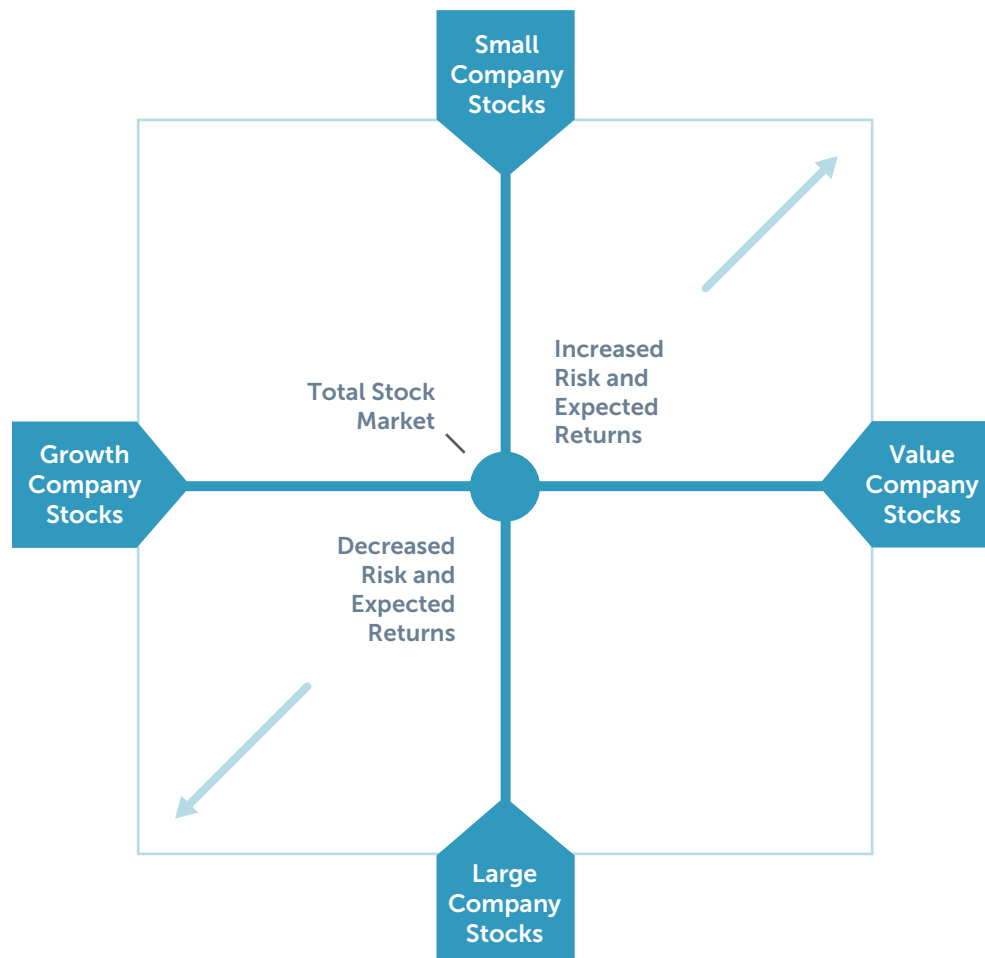 Small
Company
Stocks
Increased
Risk and
Expected
Returns
Total Stock
Market
Growth
Company
Stocks
Value
Company
Stocks
Decreased
Risk and
Expected
Returns
Large
Company
Stocks